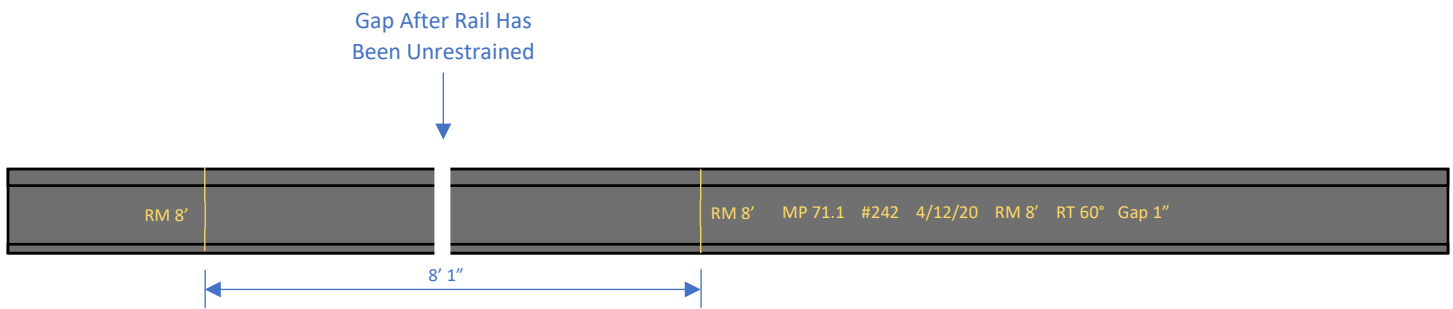 Gap After Rail Has
Been Unrestrained
RM 8’
RM 8’ MP 71.1 #242 4/12/20 RM 8’ RT 60° Gap 1”
8’ 1”